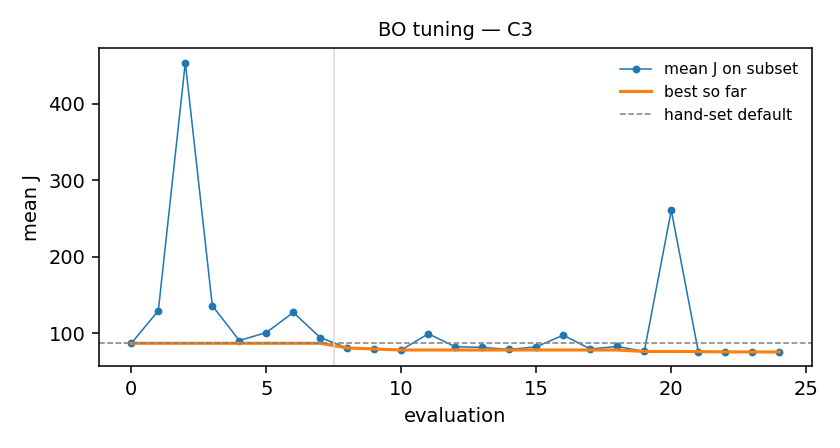 BO tuning — C3
mean J on subset
best so far
hand-set default
mean J
400
300
200
100
0 5 10 15 20 25
evaluation